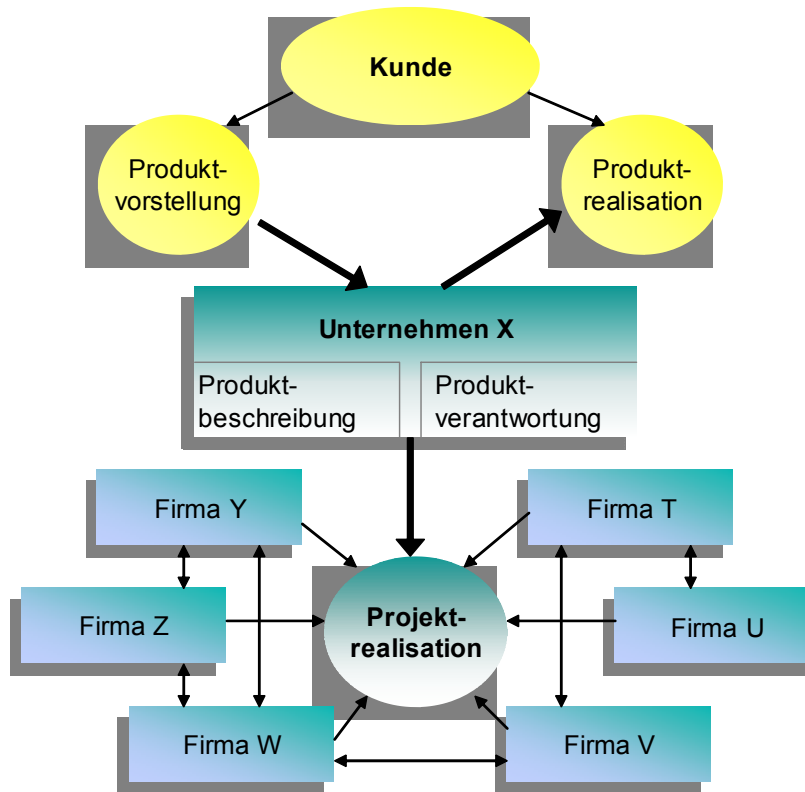 Kunde
Produkt-
vorstellung
Produkt-
realisation
Unternehmen X
Produkt-
beschreibung
Produkt-
verantwortung
Firma Y
Firma T
Firma Z
Projekt-
realisation
Firma U
Firma W
Firma V